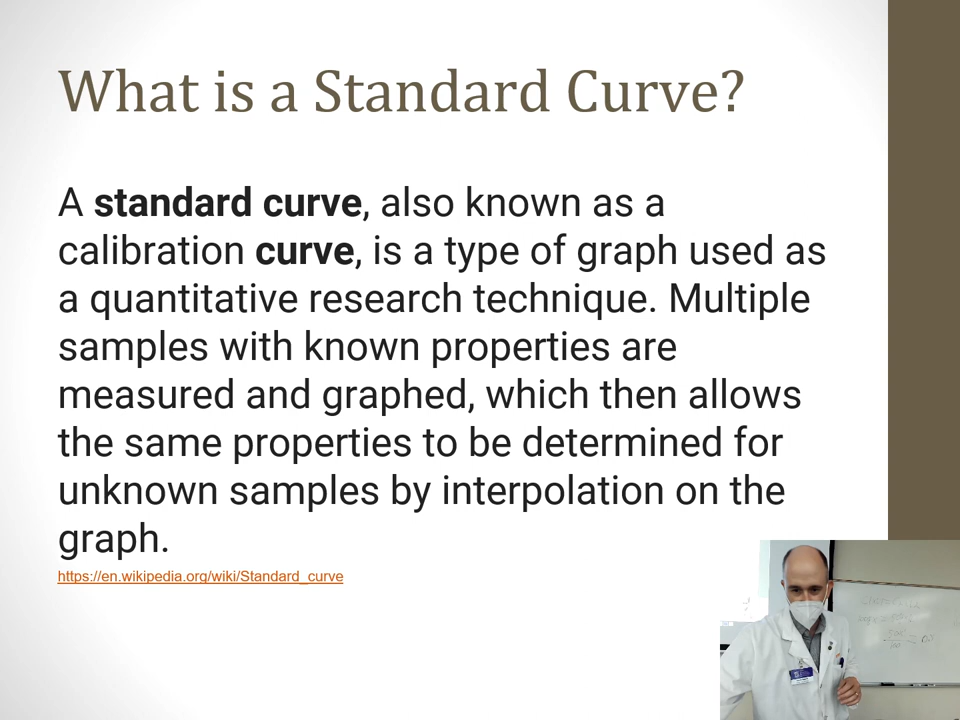 What is a Standard Curve?
A standard curve, also known as a
calibration curve, is a type of graph used as
a quantitative research technique. Multiple
samples with known properties are
measured and graphed, which then allows
the same properties to be determined for
unknown samples by interpolation on the
graph.
https://en.wikipedia.org/wiki/Standard_curve